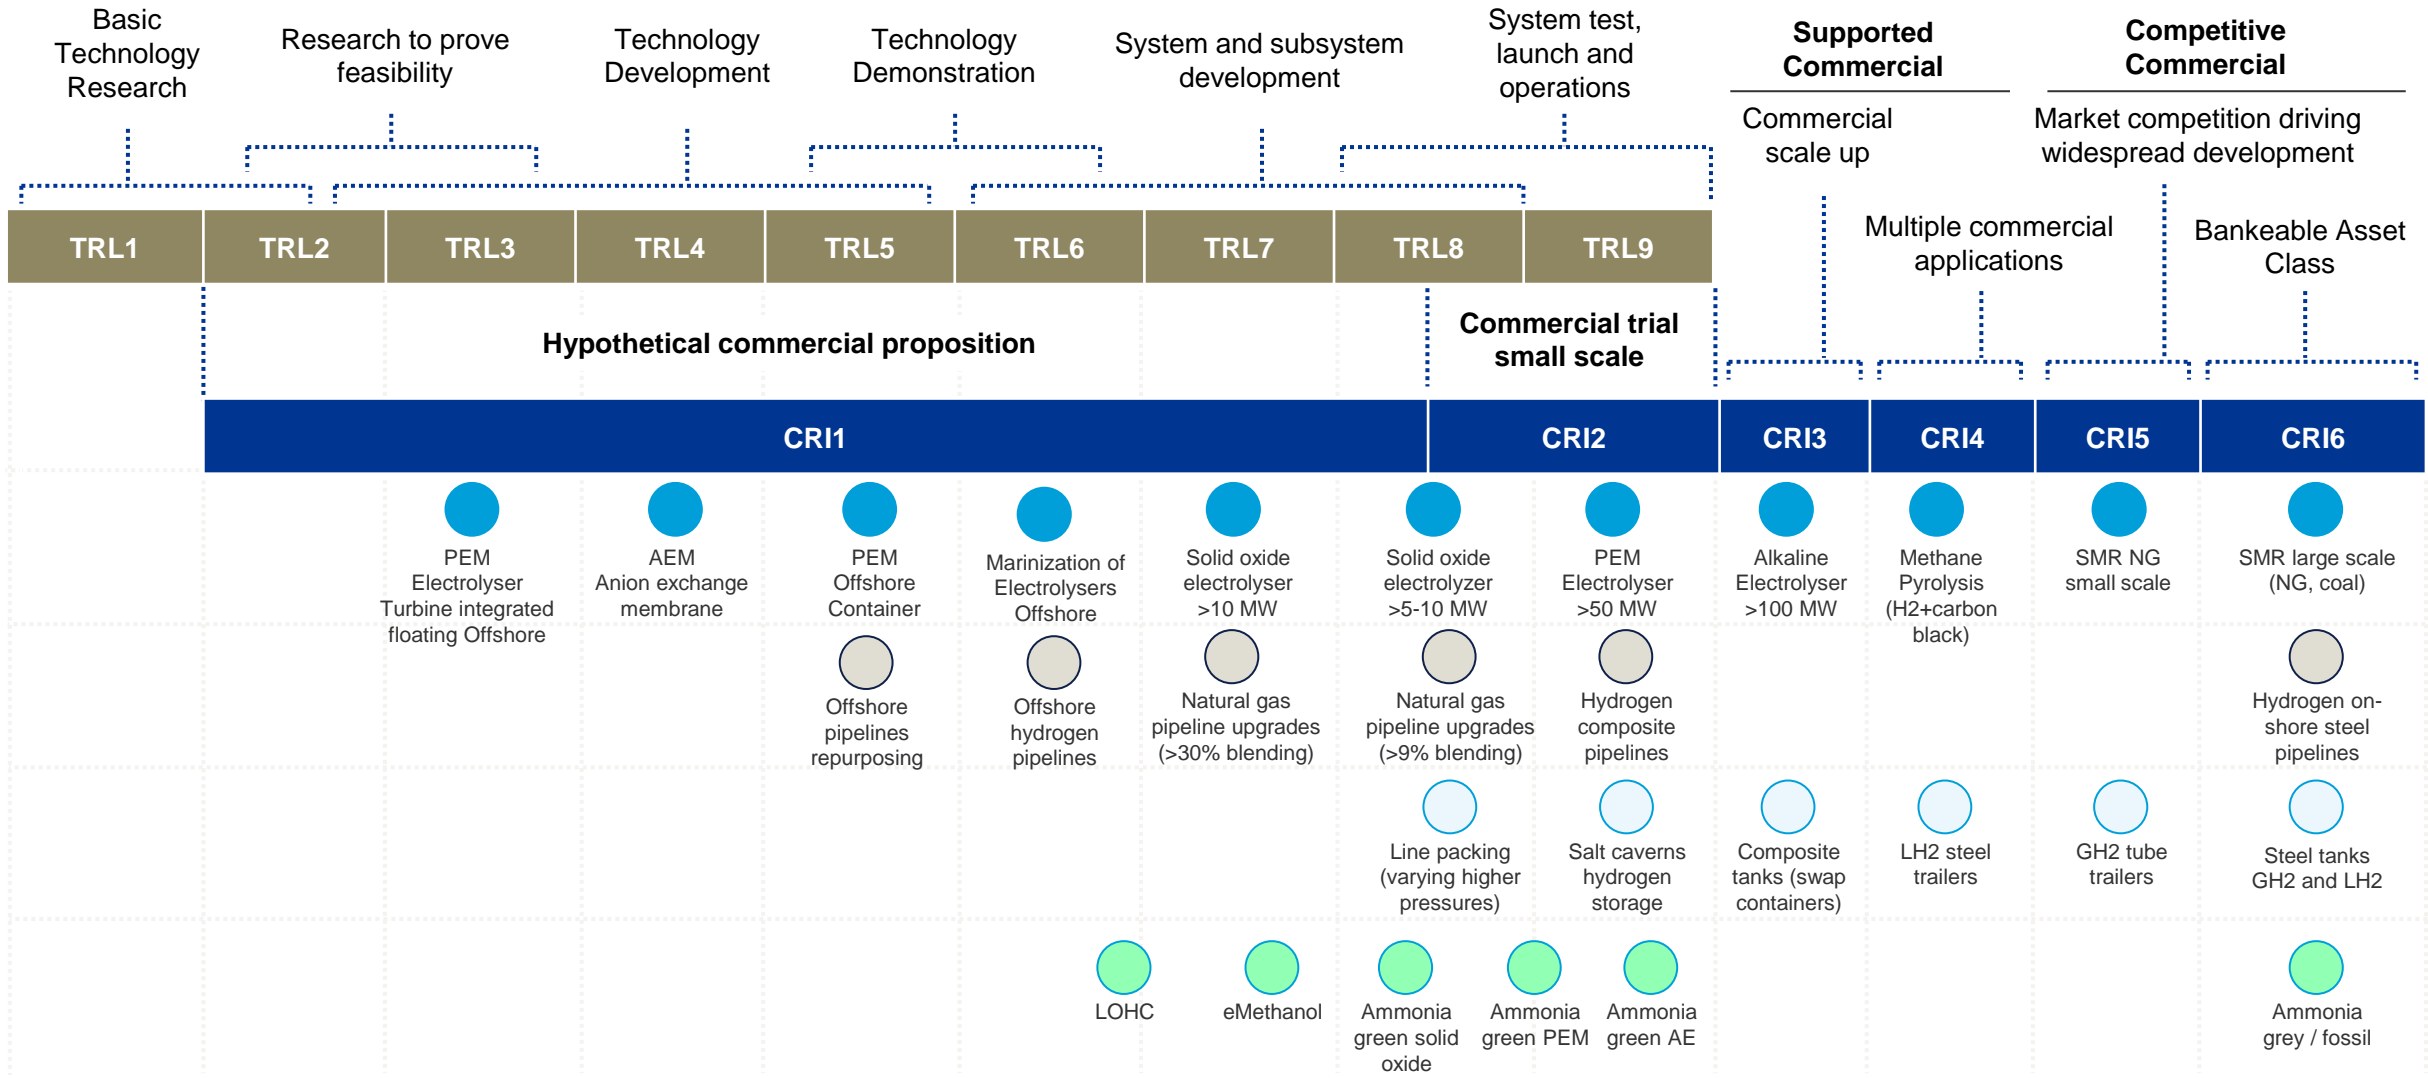 Basic
Technology
Research
Research to prove
feasibility
Technology
Development
Technology
Demonstration
System and subsystem
development
System test,
launch and
operations
Supported
Commercial
Competitive
Commercial
Commercial
scale up
Market competition driving
widespread development
Multiple commercial
applications
Bankeable Asset
Class
TRL1
TRL2
TRL3
TRL4
TRL5
TRL6
TRL7
TRL8
TRL9
Hypothetical commercial proposition
Commercial trial
small scale
CRI1
CRI2
CRI3
CRI4
CRI5
CRI6
PEM
Electrolyser
Turbine integrated
floating Offshore
AEM
Anion exchange
membrane
PEM
Offshore
Container
Marinization of
Electrolysers
Offshore
Solid oxide
electrolyser
>10 MW
Solid oxide
electrolyzer
>5-10 MW
PEM
Electrolyser
>50 MW
Alkaline
Electrolyser
>100 MW
Methane
Pyrolysis
(H2+carbon
black)
SMR NG
small scale
SMR large scale
(NG, coal)
Offshore
pipelines
repurposing
Offshore
hydrogen
pipelines
Natural gas
pipeline upgrades
(>30% blending)
Natural gas
pipeline upgrades
(>9% blending)
Hydrogen
composite
pipelines
Hydrogen on-
shore steel
pipelines
Line packing
(varying higher
pressures)
Salt caverns
hydrogen
storage
Composite
tanks (swap
containers)
LH2 steel
trailers
GH2 tube
trailers
Steel tanks
GH2 and LH2
LOHC
eMethanol
Ammonia
green solid
oxide
Ammonia
green PEM
Ammonia
green AE
Ammonia
grey / fossil